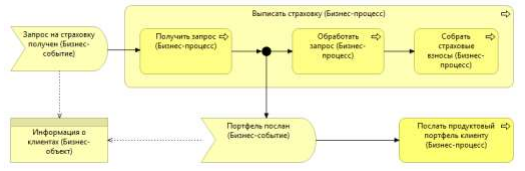 Выписать страховку (Бизнес-процесс)
Запрос на страховку
получен (Бизнес-
событие)
Получить запрос
(Бизнес-процесс)
Обработать
запрос (Бизнес-
процесс)
Собрать
страховые
взносы (Бизнес-
процесс)
Информация о
клиентах (Бизнес-
объект)
Портфель послан
(Бизнес-событие)
Послать продуктовый
портфель клиенту
(Бизнес-процесс)